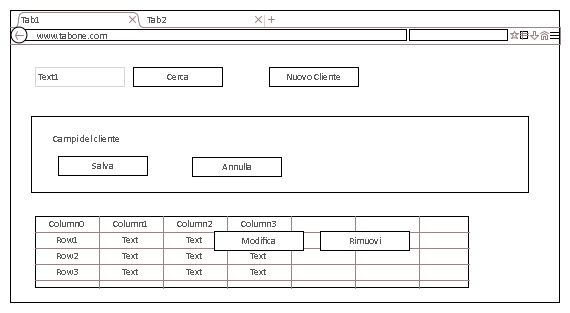 Tab1 Tab2
www.tabone.com
Text1 Cerca Nuovo Cliente
Campi del cliente
Salva Annulla
Column0 Column1 Column2 Column3
Row1 Text Text Modifica Rimuovi
Row2 Text Text Text
Row3 Text Text Text